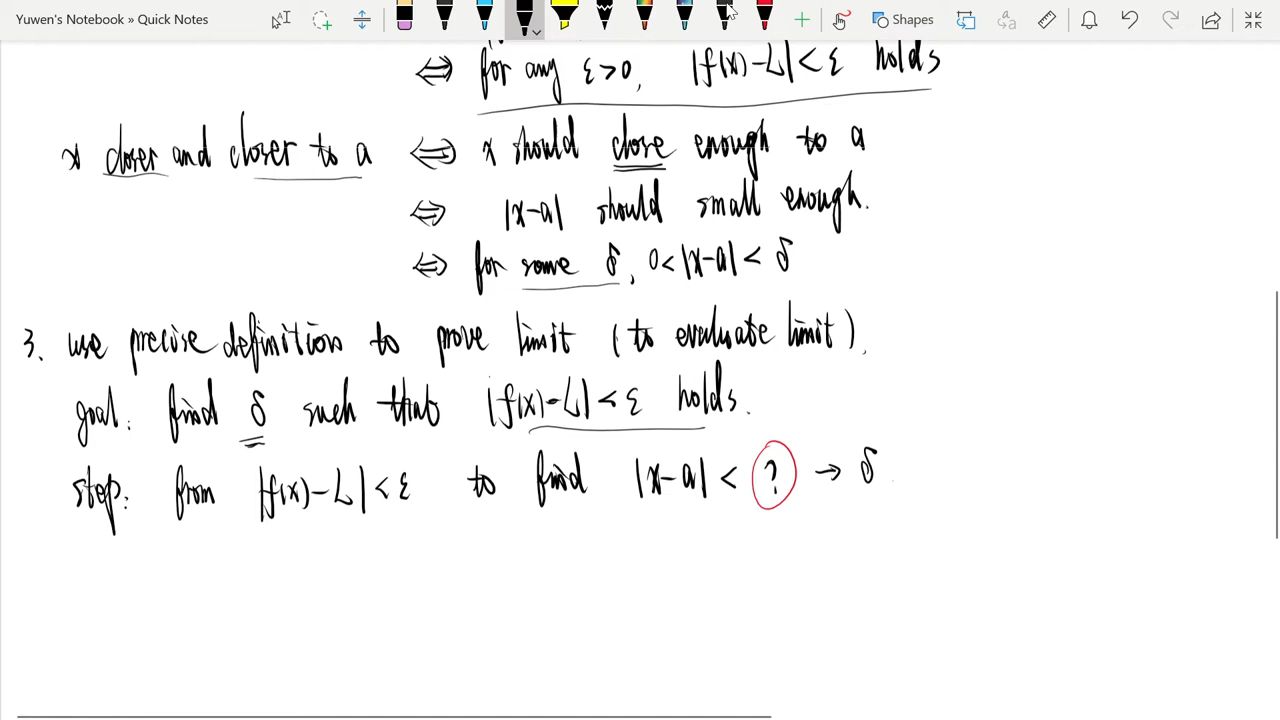 Yuwen's Notebook » Quick Notes
Shapes
⇔ for any ε>0, |f(x)-L|<ε holds
x closer and closer to a ⇔ x should close enough to a
⇔ |x-a| should small enough.
⇔ for some δ, 0<|x-a|<δ
3. use precise definition to prove limit (to evaluate limit).
goal: find δ such that |f(x)-L|<ε holds.
step: from |f(x)-L|<ε to find |x-a|< ? → δ